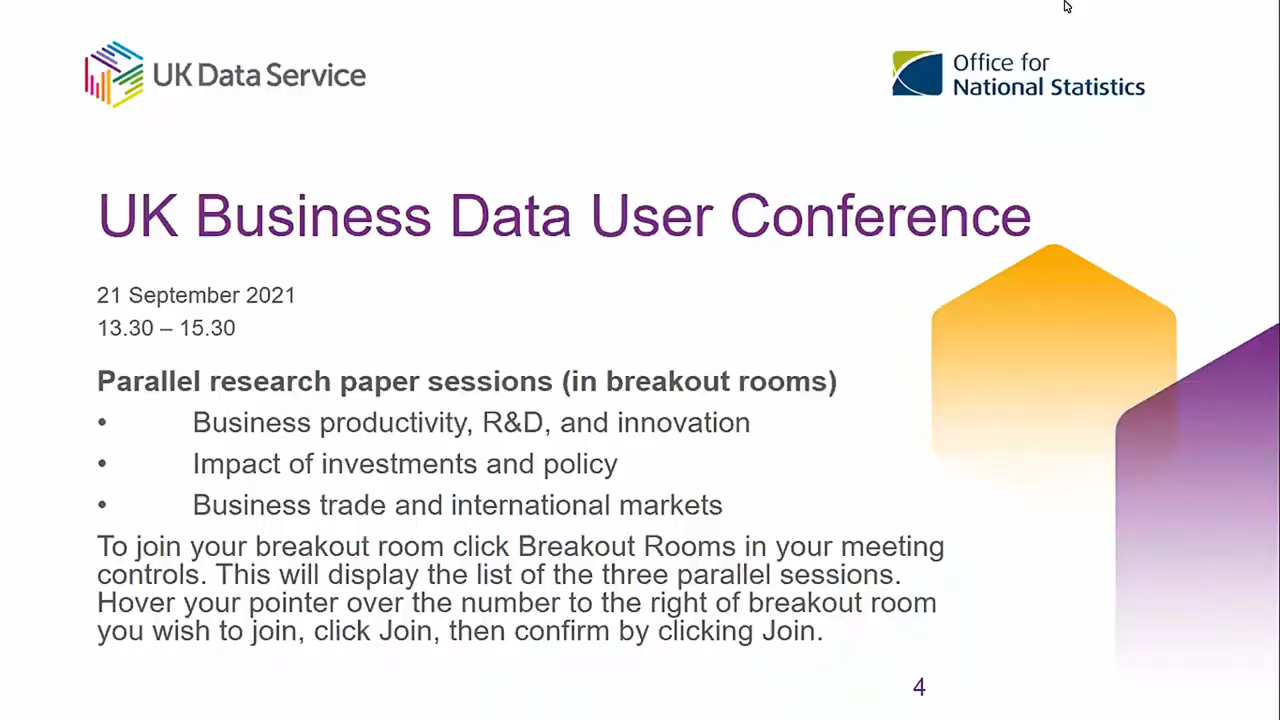 UK Data Service
Office for
National Statistics
UK Business Data User Conference
21 September 2021
13.30 – 15.30
Parallel research paper sessions (in breakout rooms)
• Business productivity, R&D, and innovation
• Impact of investments and policy
• Business trade and international markets
To join your breakout room click Breakout Rooms in your meeting
controls. This will display the list of the three parallel sessions.
Hover your pointer over the number to the right of breakout room
you wish to join, click Join, then confirm by clicking Join.
4